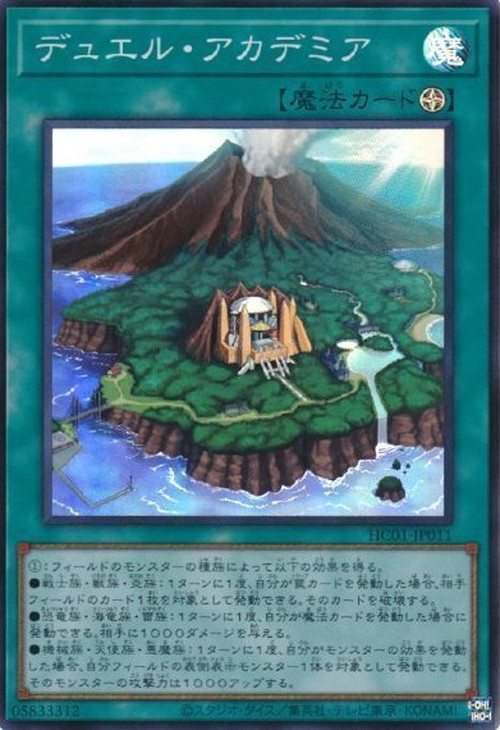 デュエル・アカデミア
魔
【魔法カード】
HC01-JP011
①:フィールドのモンスターの種族によって以下の効果を得る。
●戦士族・獣族・炎族:1ターンに1度、自分が罠カードを発動した場合、相手
フィールドのカード1枚を対象として発動できる。そのカードを破壊する。
●恐竜族・海竜族・雷族:1ターンに1度、自分が魔法カードを発動した場合に
発動できる。相手に1000ダメージを与える。
●機械族・天使族・悪魔族:1ターンに1度、自分がモンスターの効果を発動
した場合、自分フィールドの表側表示モンスター1体を対象として発動できる。
そのモンスターの攻撃力は1000アップする。
05833312
©スタジオ・ダイス/集英社・テレビ東京・KONAMI